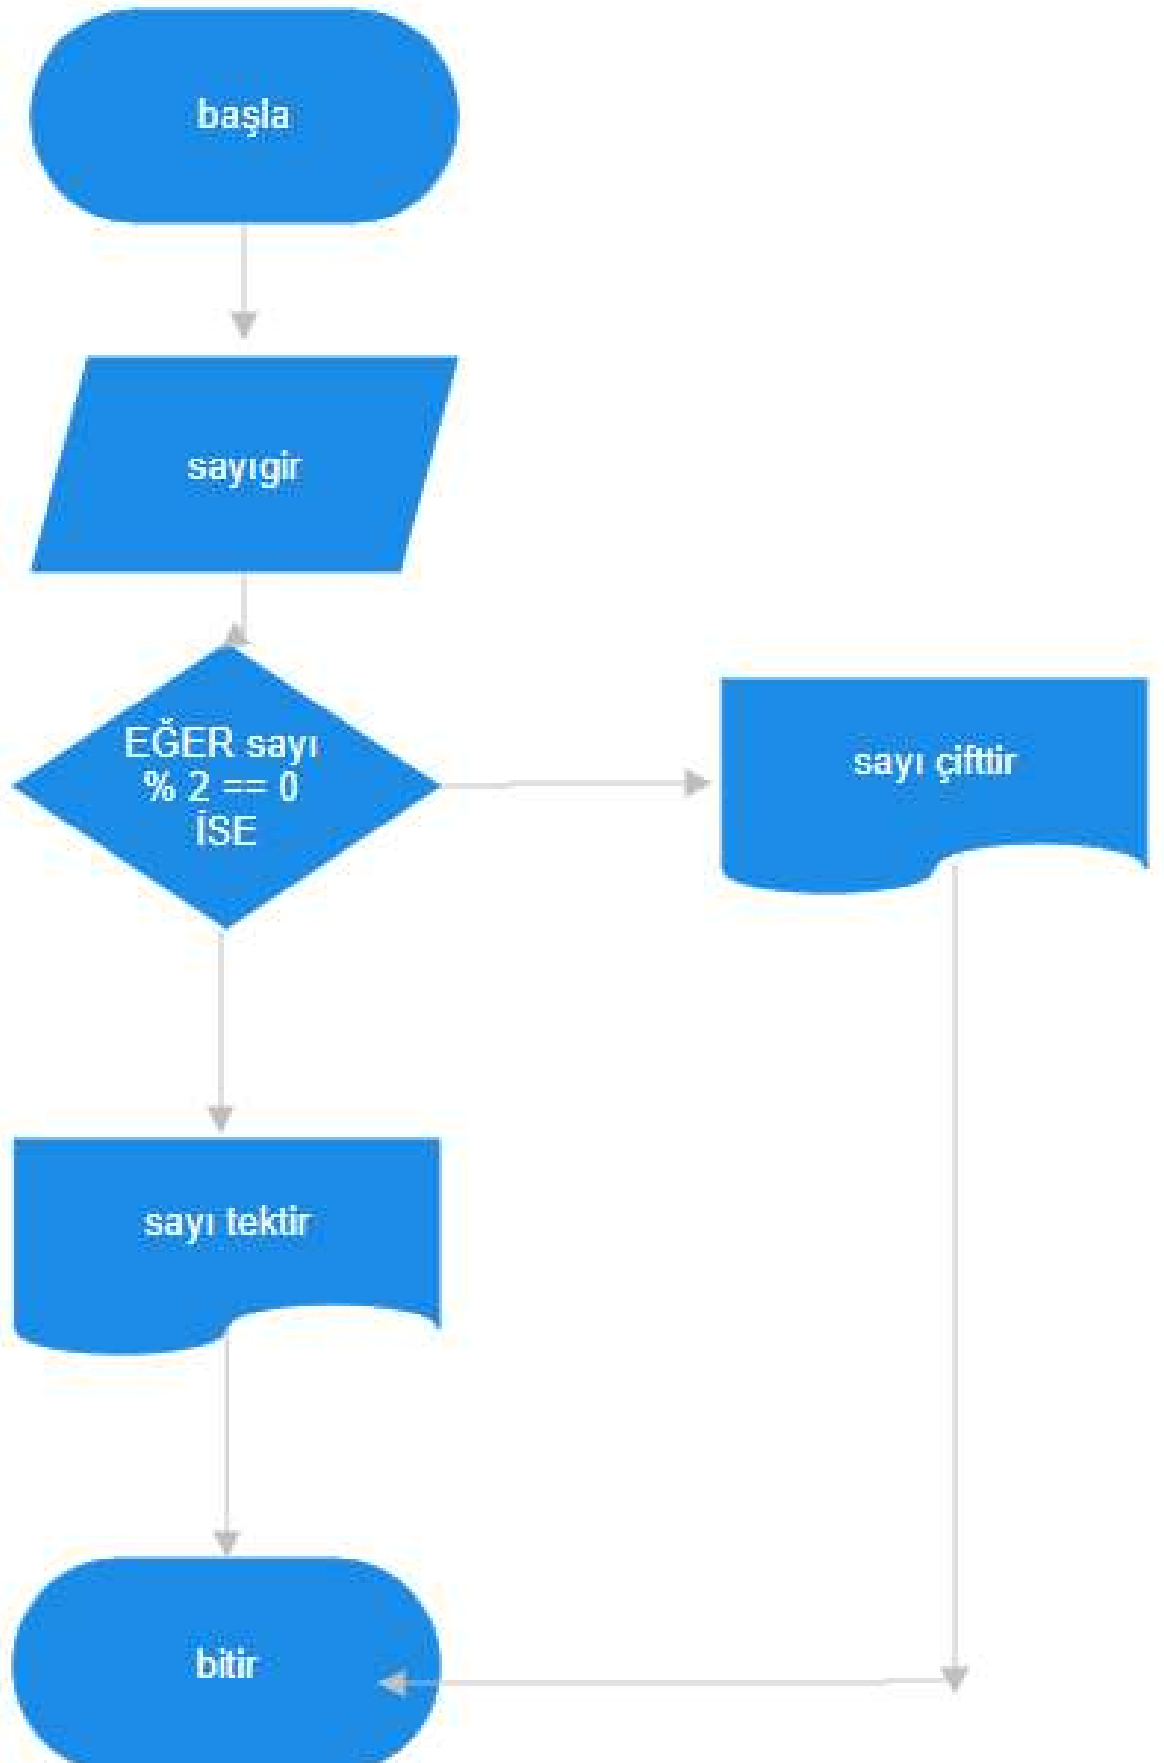 başla
sayıgir
EĞER sayı
% 2 == 0
İSE
sayı çifttir
sayı tektir
bitir